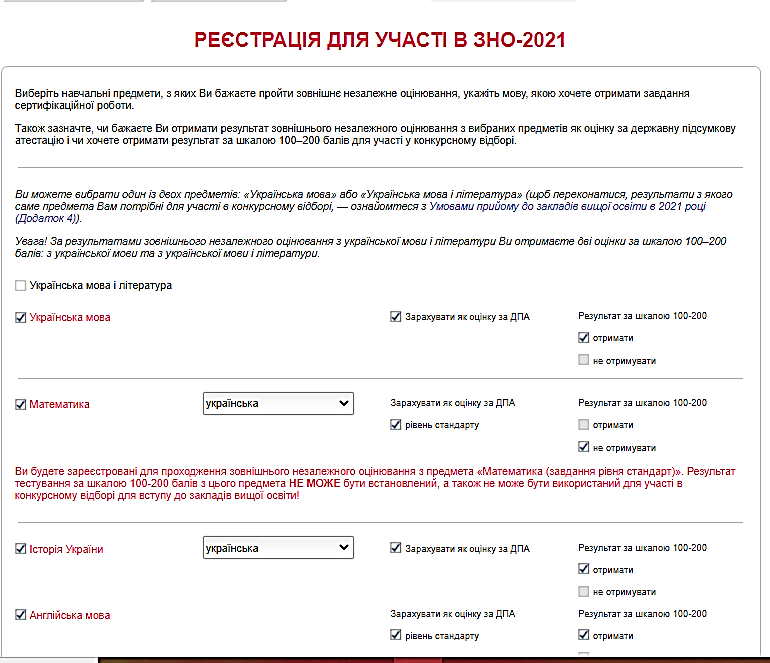 РЕЄСТРАЦІЯ ДЛЯ УЧАСТІ В ЗНО-2021
Виберіть навчальні предмети, з яких Ви бажаєте пройти зовнішнє незалежне оцінювання, укажіть мову, якою хочете отримати завдання
сертифікаційної роботи.
Також зазначте, чи бажаєте Ви отримати результат зовнішнього незалежного оцінювання з вибраних предметів як оцінку за державну підсумкову
атестацію і чи хочете отримати результат за шкалою 100–200 балів для участі у конкурсному відборі.
Ви можете вибрати один із двох предметів: «Українська мова» або «Українська мова і література» (щоб переконатися, результати з якого
саме предмета Вам потрібні для участі в конкурсному відборі, — ознайомтеся з Умовами прийому до закладів вищої освіти в 2021 році
(Додаток 4)).
Увага! За результатами зовнішнього незалежного оцінювання з української мови і літератури Ви отримаєте дві оцінки за шкалою 100–200
балів: з української мови та з української мови і літератури.
Українська мова і література
Українська мова Зарахувати як оцінку за ДПА Результат за шкалою 100-200
отримати
не отримувати
Математика українська Зарахувати як оцінку за ДПА Результат за шкалою 100-200
рівень стандарту отримати
не отримувати
Ви будете зареєстровані для проходження зовнішнього незалежного оцінювання з предмета «Математика (завдання рівня стандарт)». Результат
тестування за шкалою 100-200 балів з цього предмета НЕ МОЖЕ бути встановлений, а також не може бути використаний для участі в
конкурсному відборі для вступу до закладів вищої освіти!
Історія України українська Зарахувати як оцінку за ДПА Результат за шкалою 100-200
отримати
не отримувати
Англійська мова Зарахувати як оцінку за ДПА Результат за шкалою 100-200
рівень стандарту отримати